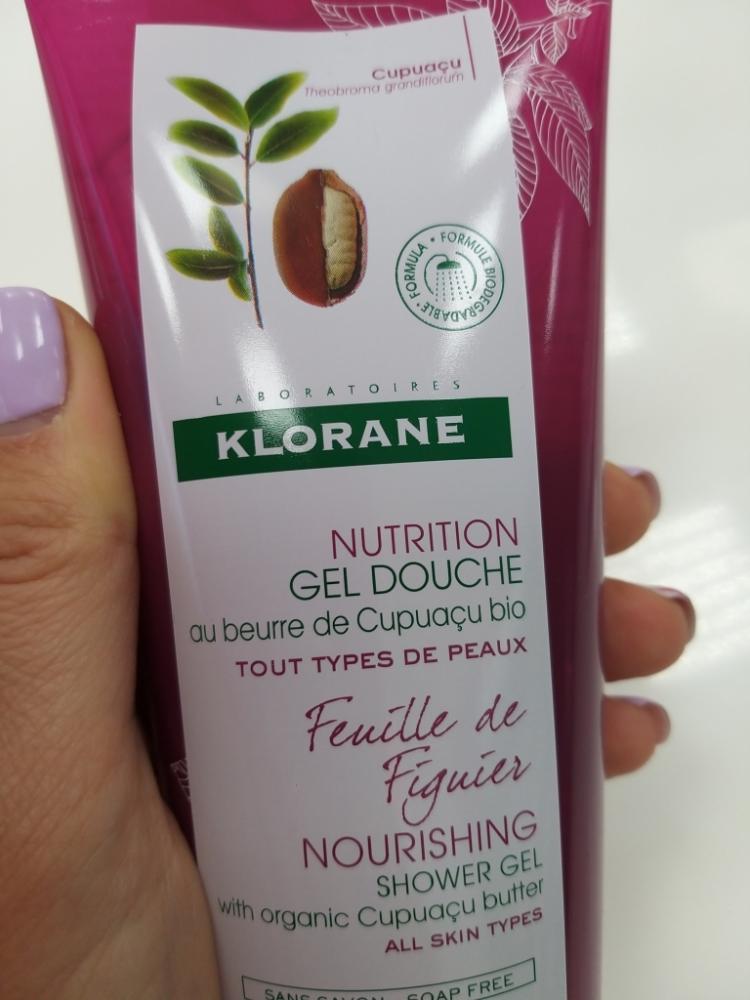 Cupuaçu
Theobroma grandiflorum
FORMULE BIODEGRADABLE • FORMULA •
LABORATOIRES
KLORANE
NUTRITION
GEL DOUCHE
au beurre de Cupuaçu bio
TOUT TYPES DE PEAUX
Feuille de
Figuier
NOURISHING
SHOWER GEL
with organic Cupuaçu butter
ALL SKIN TYPES
SANS SAVON - SOAP FREE